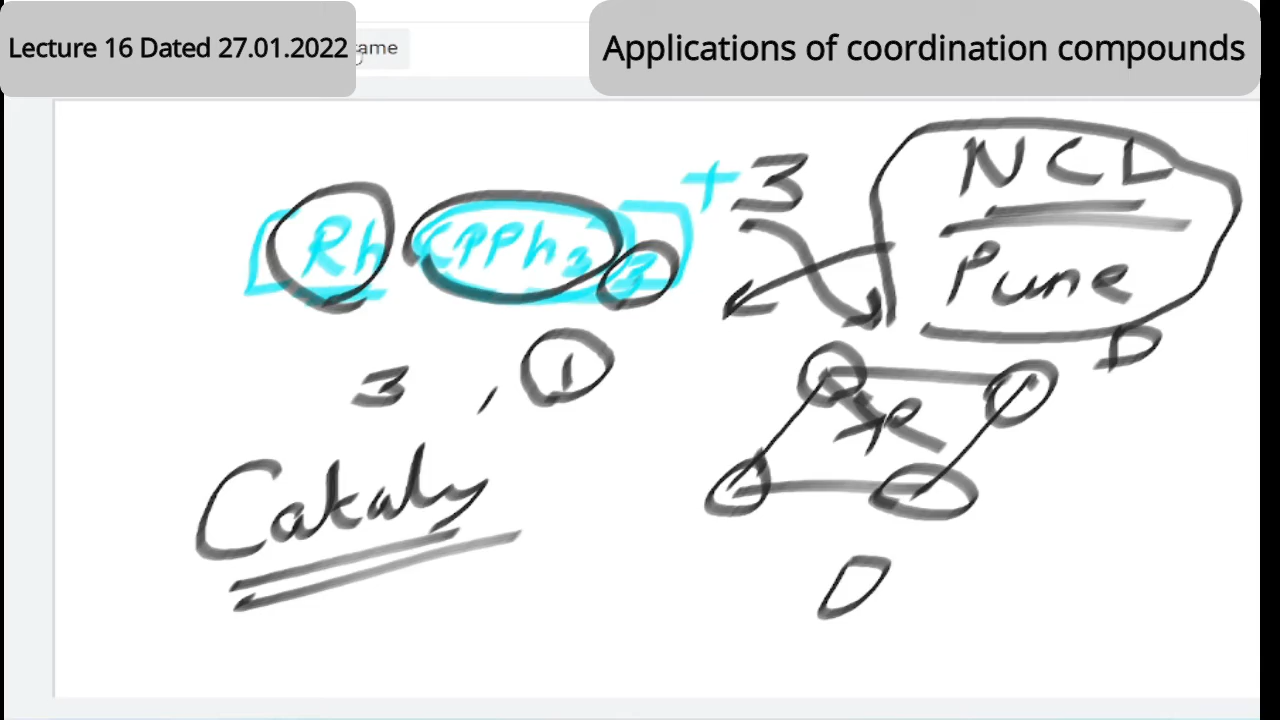 Lecture 16 Dated 27.01.2022
ame
Applications of coordination compounds
[Rh (PPh3)3]+3
NCL
Pune
3 , 1
D
Cataly